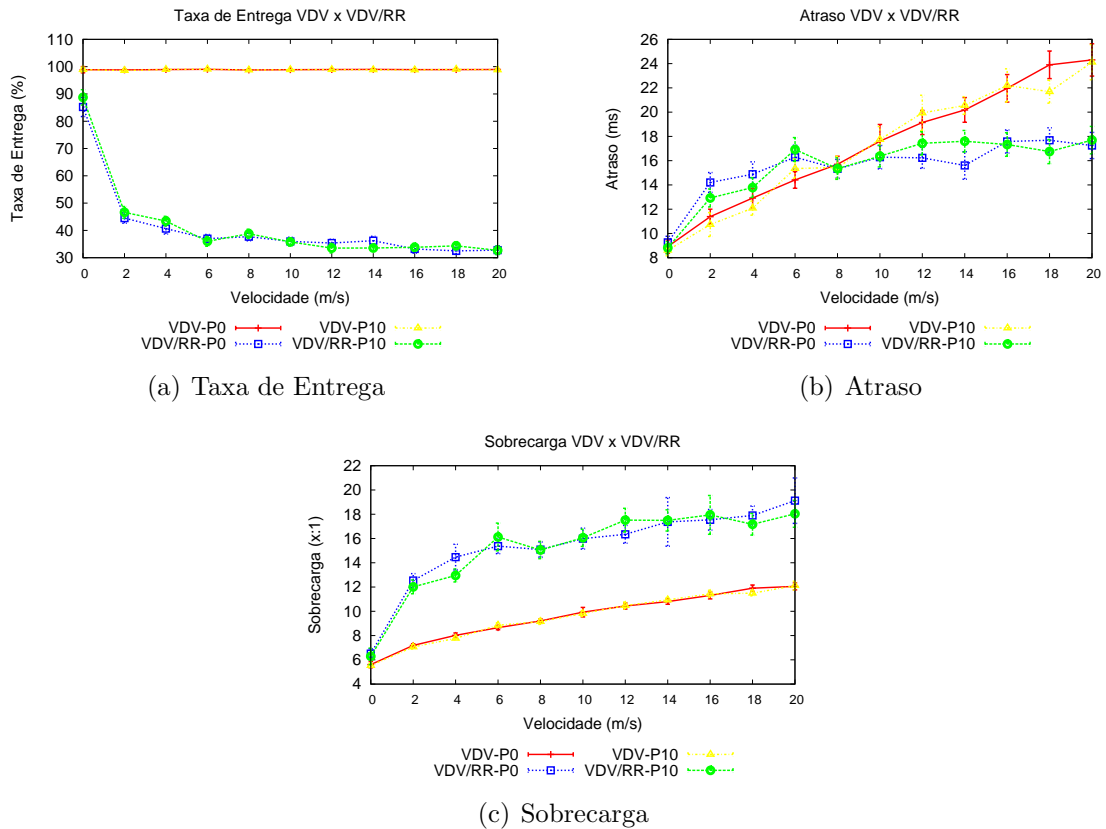 Taxa de Entrega VDV x VDV/RR
Taxa de Entrega (%)
110
100
90
80
70
60
50
40
30
0 2 4 6 8 10 12 14 16 18 20
Velocidade (m/s)
VDV-P0 VDV-P10
VDV/RR-P0 VDV/RR-P10
(a) Taxa de Entrega
Atraso VDV x VDV/RR
Atraso (ms)
26
24
22
20
18
16
14
12
10
8
0 2 4 6 8 10 12 14 16 18 20
Velocidade (m/s)
VDV-P0 VDV-P10
VDV/RR-P0 VDV/RR-P10
(b) Atraso
Sobrecarga VDV x VDV/RR
Sobrecarga (x:1)
22
20
18
16
14
12
10
8
6
4
0 2 4 6 8 10 12 14 16 18 20
Velocidade (m/s)
VDV-P0 VDV-P10
VDV/RR-P0 VDV/RR-P10
(c) Sobrecarga